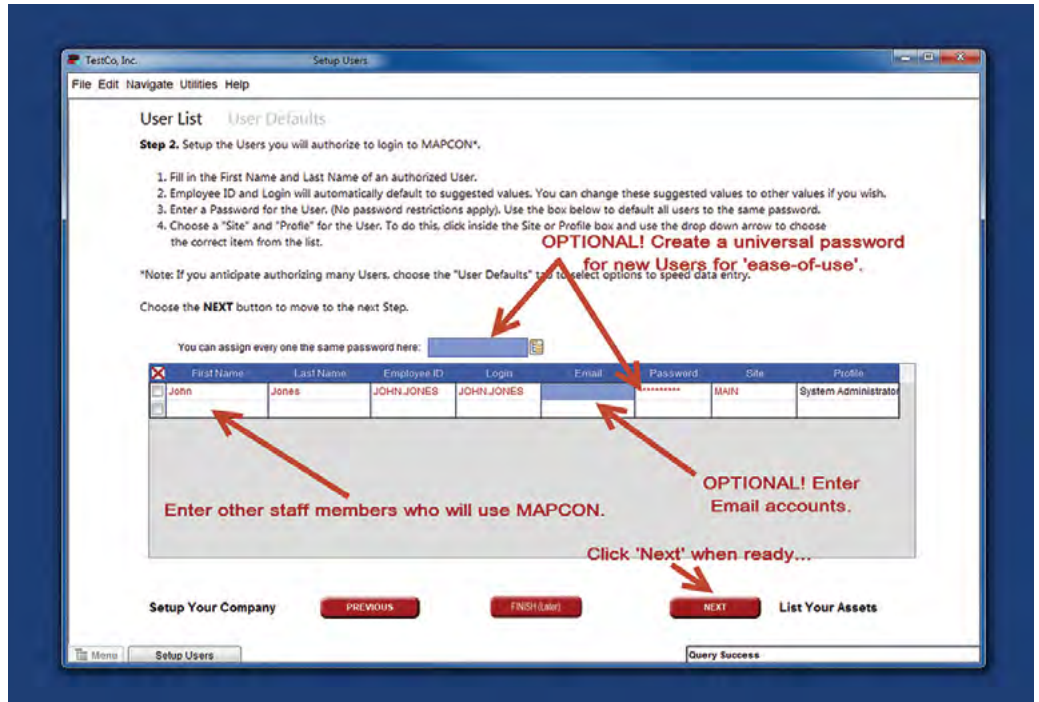 TestCo, Inc. Setup Users
File Edit Navigate Utilities Help
User List User Defaults
Step 2. Setup the Users you will authorize to login to MAPCON*.
1. Fill in the First Name and Last Name of an authorized User.
2. Employee ID and Login will automatically default to suggested values. You can change these suggested values to other values if you wish.
3. Enter a Password for the User. (No password restrictions apply). Use the box below to default all users to the same password.
4. Choose a "Site" and "Profile" for the User. To do this, click inside the Site or Profile box and use the drop down arrow to choose
the correct item from the list.
OPTIONAL! Create a universal password
for new Users for 'ease-of-use'.
*Note: If you anticipate authorizing many Users, choose the "User Defaults" tab to select options to speed data entry.
Choose the NEXT button to move to the next Step.
You can assign every one the same password here:
First Name Last Name Employee ID Login Email Password Site Profile
John Jones JOHN.JONES JOHN.JONES ********** MAIN System Administrator
OPTIONAL! Enter
Email accounts.
Enter other staff members who will use MAPCON.
Click 'Next' when ready...
Setup Your Company PREVIOUS FINISH (Later) NEXT List Your Assets
Menu Setup Users Query Success